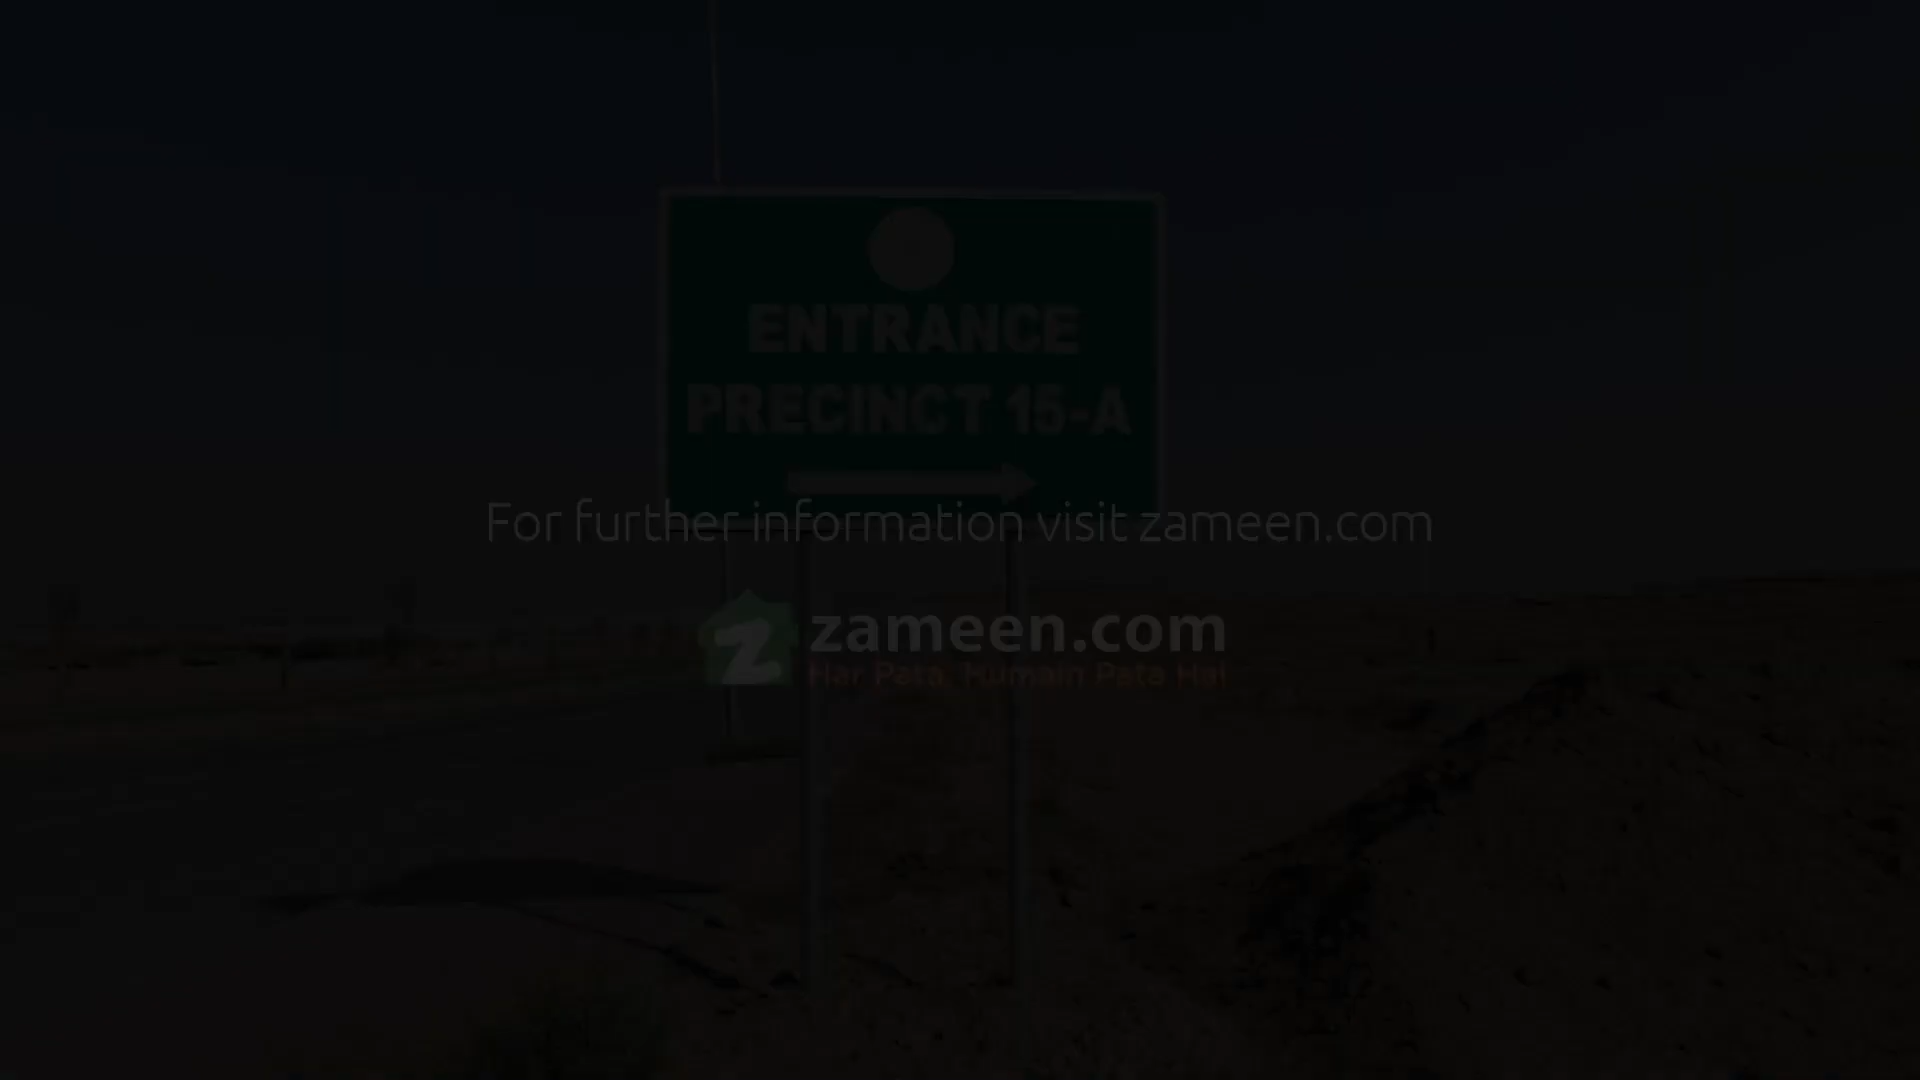 ENTRANCE
PRECINCT 15-A
For further information visit zameen.com
zameen.com
Har Pata, Humain Pata Hai